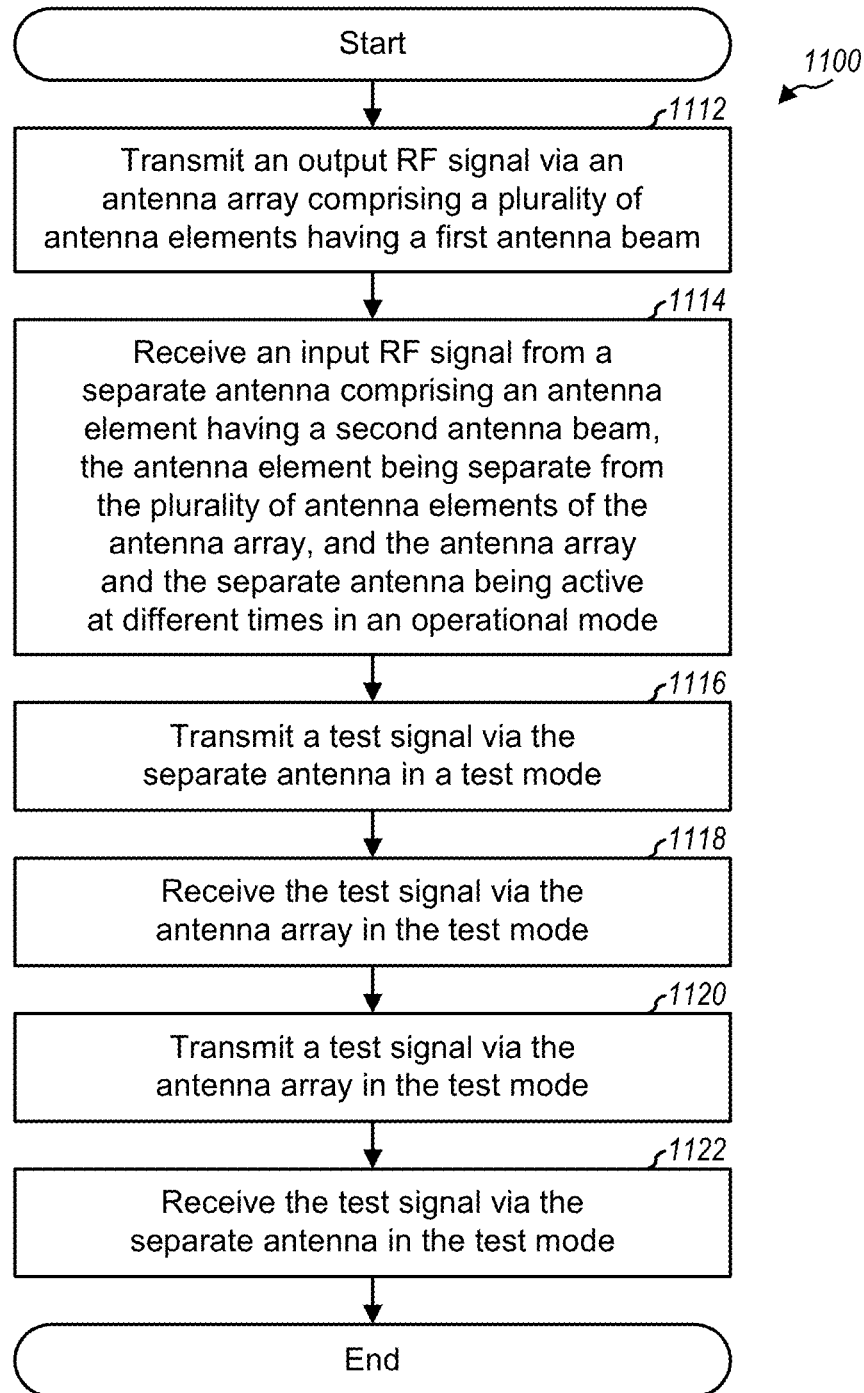 Start
1100
1112
Transmit an output RF signal via an
antenna array comprising a plurality of
antenna elements having a first antenna beam
1114
Receive an input RF signal from a
separate antenna comprising an antenna
element having a second antenna beam,
the antenna element being separate from
the plurality of antenna elements of the
antenna array, and the antenna array
and the separate antenna being active
at different times in an operational mode
1116
Transmit a test signal via the
separate antenna in a test mode
1118
Receive the test signal via the
antenna array in the test mode
1120
Transmit a test signal via the
antenna array in the test mode
1122
Receive the test signal via the
separate antenna in the test mode
End